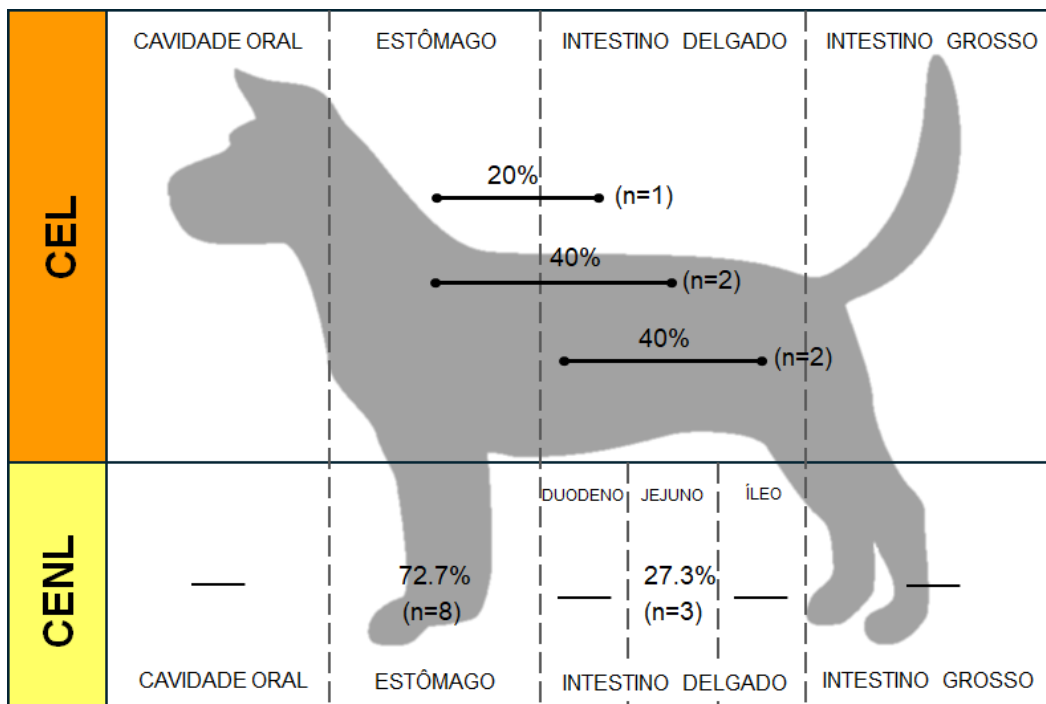 CAVIDADE ORAL
ESTÔMAGO
INTESTINO DELGADO
INTESTINO GROSSO
CEL
20%
(n=1)
40%
(n=2)
40%
(n=2)
CENL
DUODENO
JEJUNO
ÍLEO
72.7%
(n=8)
27.3%
(n=3)
CAVIDADE ORAL
ESTÔMAGO
INTESTINO DELGADO
INTESTINO GROSSO